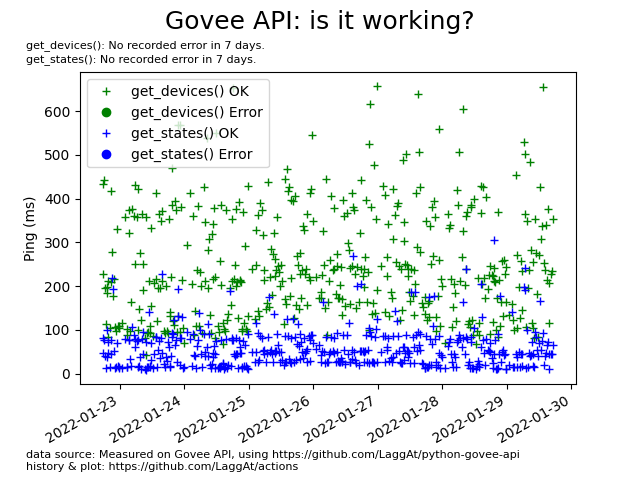 Govee API: is it working?
get_devices(): No recorded error in 7 days.
get_states(): No recorded error in 7 days.
get_devices() OK
get_devices() Error
get_states() OK
get_states() Error
Ping (ms)
600
500
400
300
200
100
0
2022-01-23
2022-01-24
2022-01-25
2022-01-26
2022-01-27
2022-01-28
2022-01-29
2022-01-30
data source: Measured on Govee API, using https://github.com/LaggAt/python-govee-api
history & plot: https://github.com/LaggAt/actions